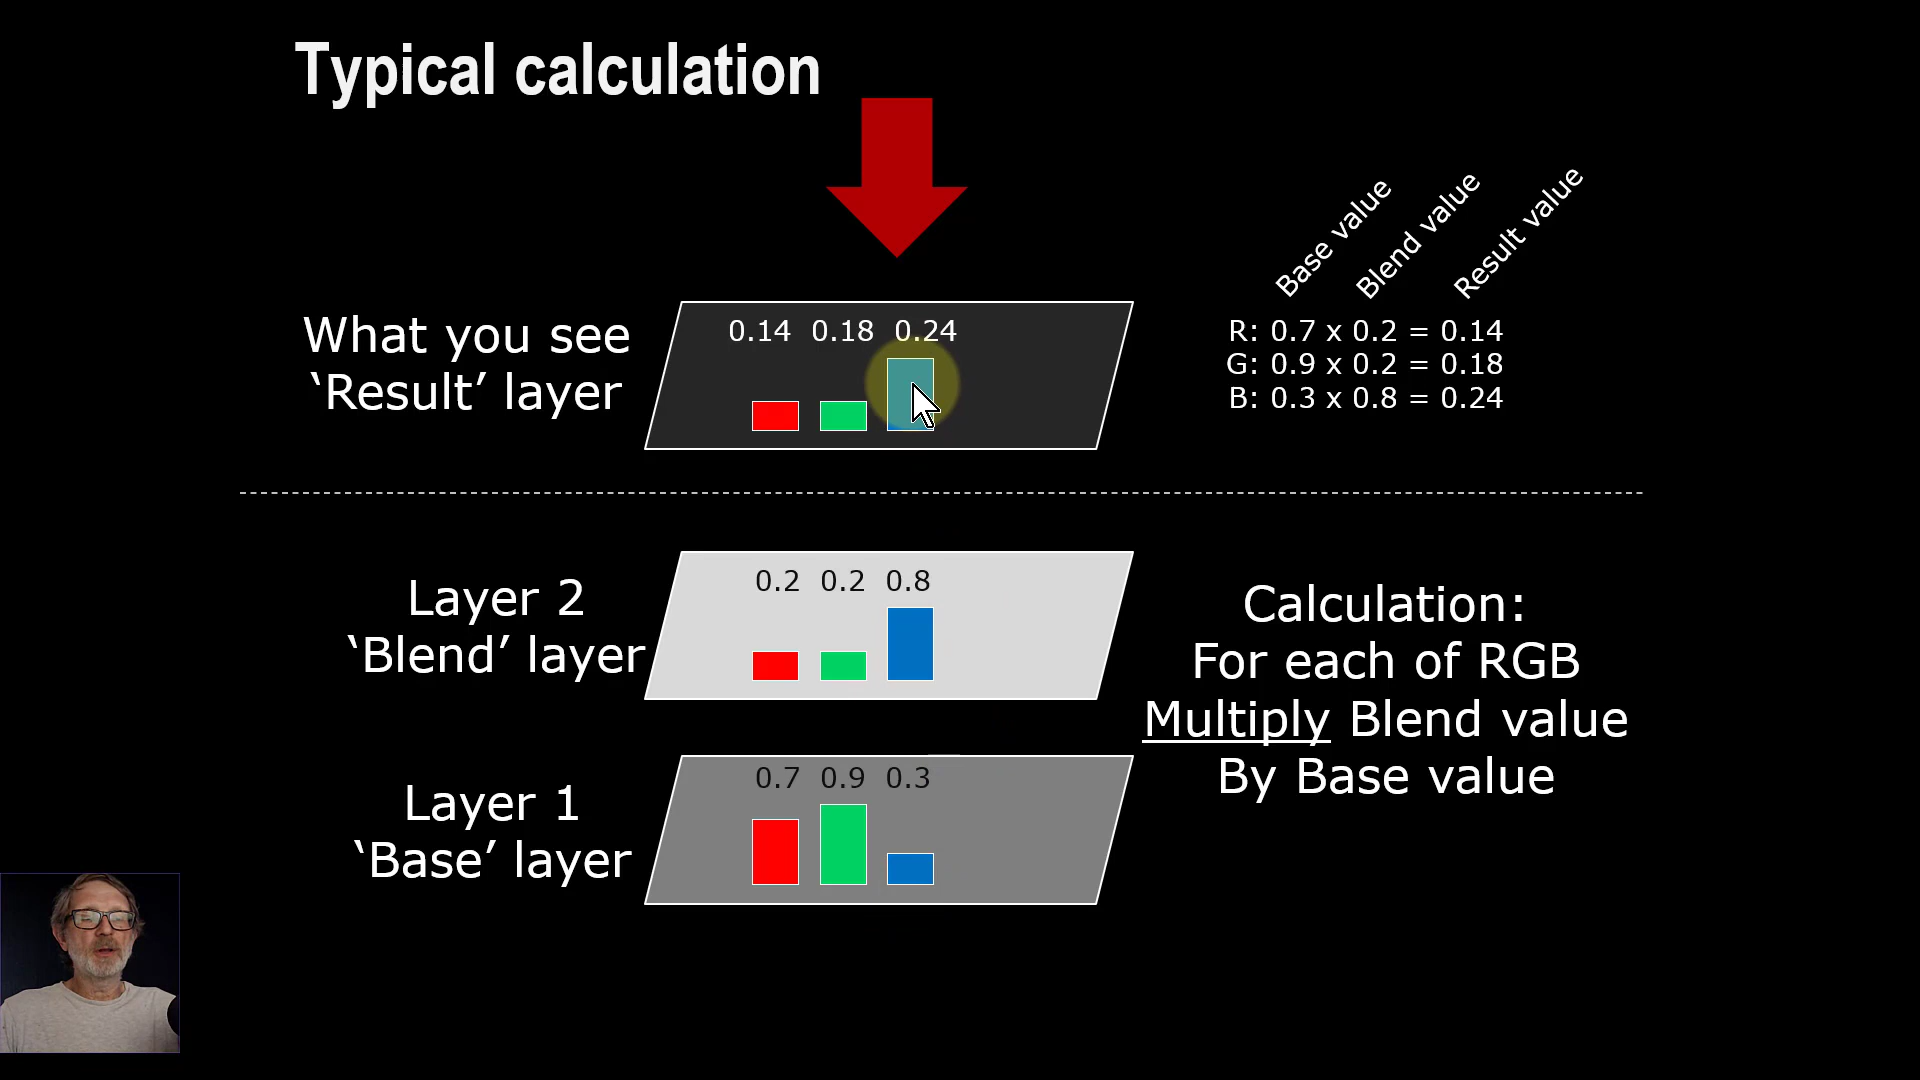 Typical calculation
Base value
Blend value
Result value
What you see
‘Result’ layer
0.14 0.18 0.24
R: 0.7 x 0.2 = 0.14
G: 0.9 x 0.2 = 0.18
B: 0.3 x 0.8 = 0.24
Layer 2
‘Blend’ layer
0.2 0.2 0.8
Calculation:
For each of RGB
Multiply Blend value
By Base value
Layer 1
‘Base’ layer
0.7 0.9 0.3